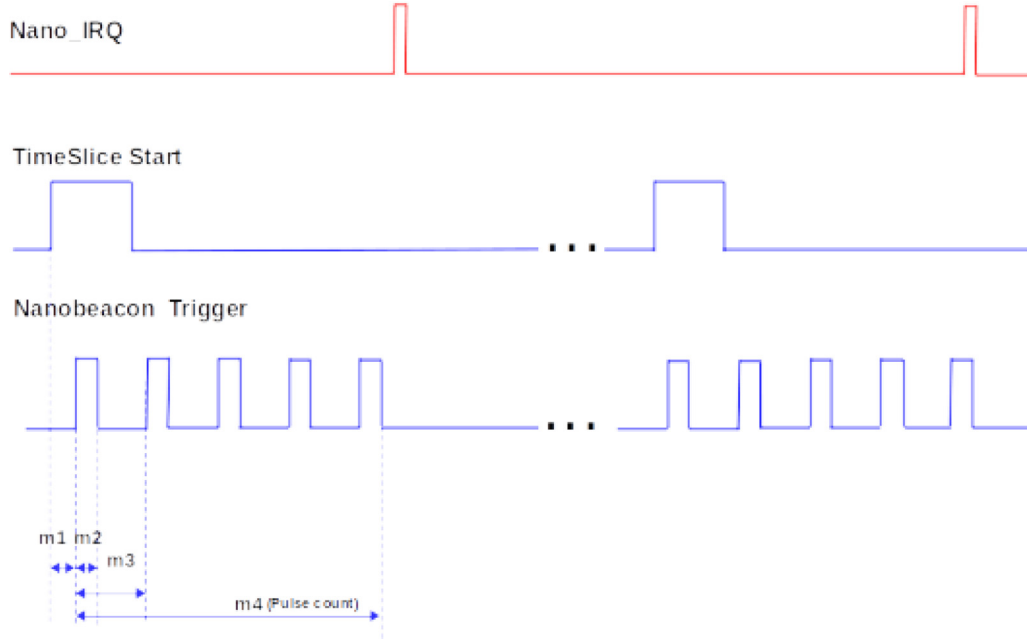 Nano_IRQ
TimeSlice Start
...
Nanobeacon Trigger
...
m1 m2
m3
m4 (Pulse count)